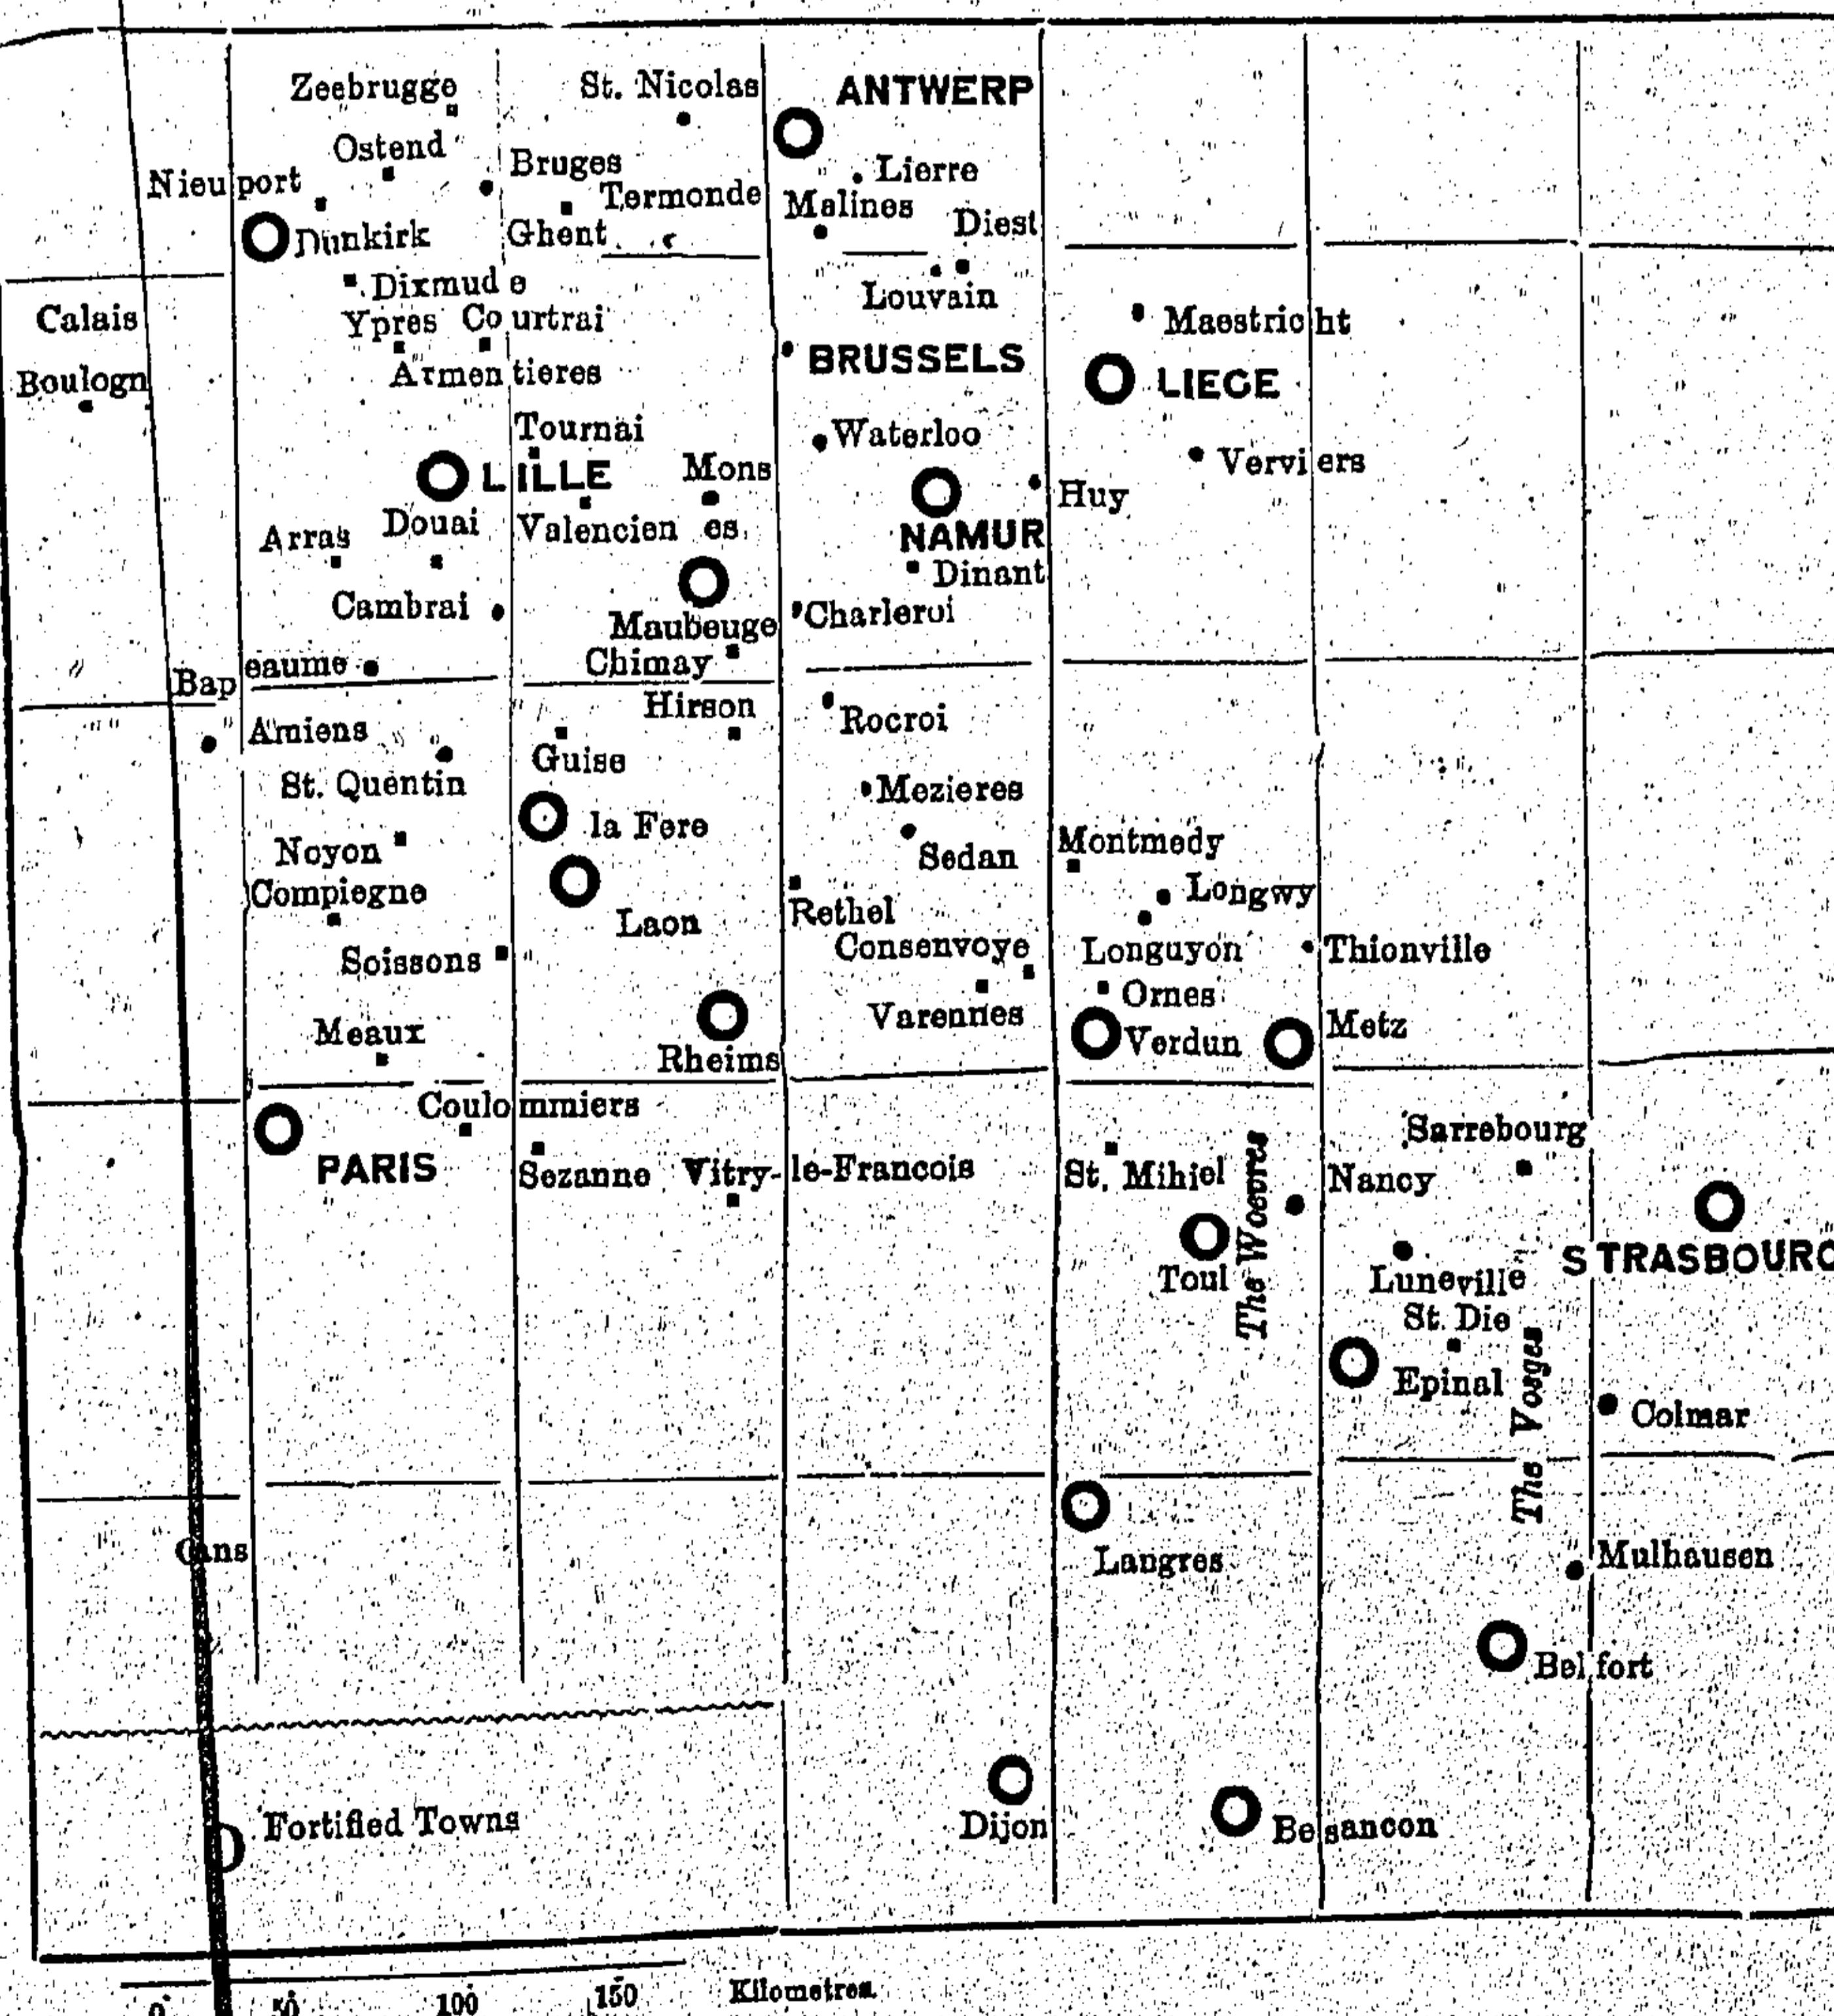 Zeebrugge
St. Nicolas
ANTWERP
Ostend
Bruges
Lierre
Nieuport
Termonde
Malines
Diest
Dunkirk
Ghent
Dixmude
Louvain
Calais
Ypres
Courtrai
Maestricht
Boulogn
Armentieres
BRUSSELS
LIEGE
Tournai
Waterloo
LILLE
Mons
Verviers
Huy
Arras
Douai
Valencien es
NAMUR
Dinant
Cambrai
Maubeuge
Charleroi
Bapeaume
Chimay
Amiens
Hirson
Rocroi
Guise
St. Quentin
Mezieres
la Fere
Noyon
Sedan
Montmedy
Compiegne
Longwy
Laon
Rethel
Soissons
Consenvoye
Longuyon
Thionville
Ornes
Varennes
Meaux
Verdun
Metz
Rheims
Coulommiers
Sarrebourg
PARIS
Sezanne
Vitry-le-Francois
St. Mihiel
The Woevres
Nancy
Toul
Luneville
STRASBOURG
St. Die
Epinal
The Vosges
Colmar
Langres
Mulhausen
Belfort
Fortified Towns
Dijon
Besancon
0 50 100 150 Kilometres.